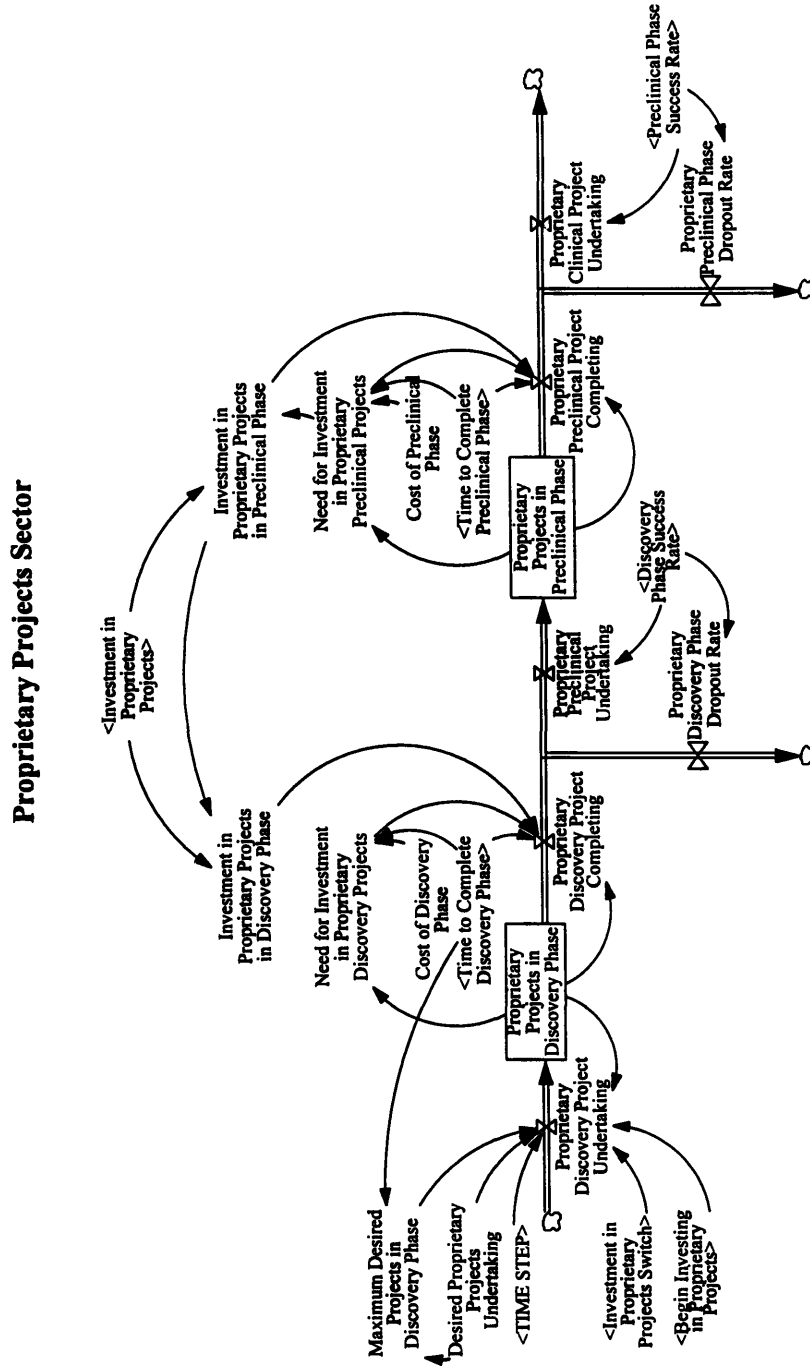 Proprietary Projects Sector
<Investment in
Proprietary
Projects>
Investment in
Proprietary Projects
in Discovery Phase
Investment in
Proprietary Projects
in Preclinical Phase
Maximum Desired
Projects in
Discovery Phase
Desired Proprietary
Projects
Undertaking
<TIME STEP>
<Investment in
Proprietary
Projects Switch>
<Begin Investing
in Proprietary
Projects>
Need for Investment
in Proprietary
Discovery Projects
Cost of Discovery
Phase
<Time to Complete
Discovery Phase>
Need for Investment
in Proprietary
Preclinical Projects
Cost of Preclinical
Phase
<Time to Complete
Preclinical Phase>
Proprietary
Discovery Project
Undertaking
Proprietary
Projects in
Discovery Phase
Proprietary
Discovery Project
Completing
Proprietary
Preclinical
Project
Undertaking
Proprietary
Projects in
Preclinical Phase
Proprietary
Preclinical Project
Completing
Proprietary
Clinical Project
Undertaking
Proprietary
Discovery Phase
Dropout Rate
<Discovery
Phase Success
Rate>
Proprietary
Preclinical Phase
Dropout Rate
<Preclinical Phase
Success Rate>